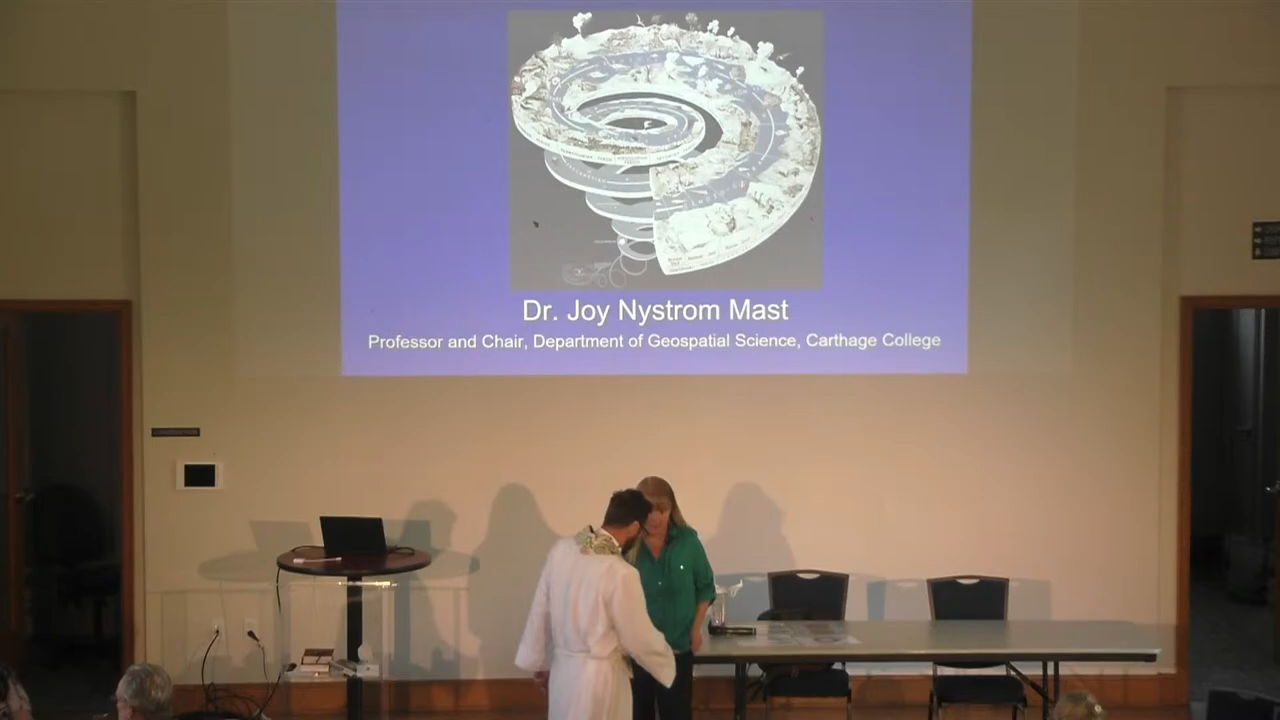 Dr. Joy Nystrom Mast
Professor and Chair, Department of Geospatial Science, Carthage College